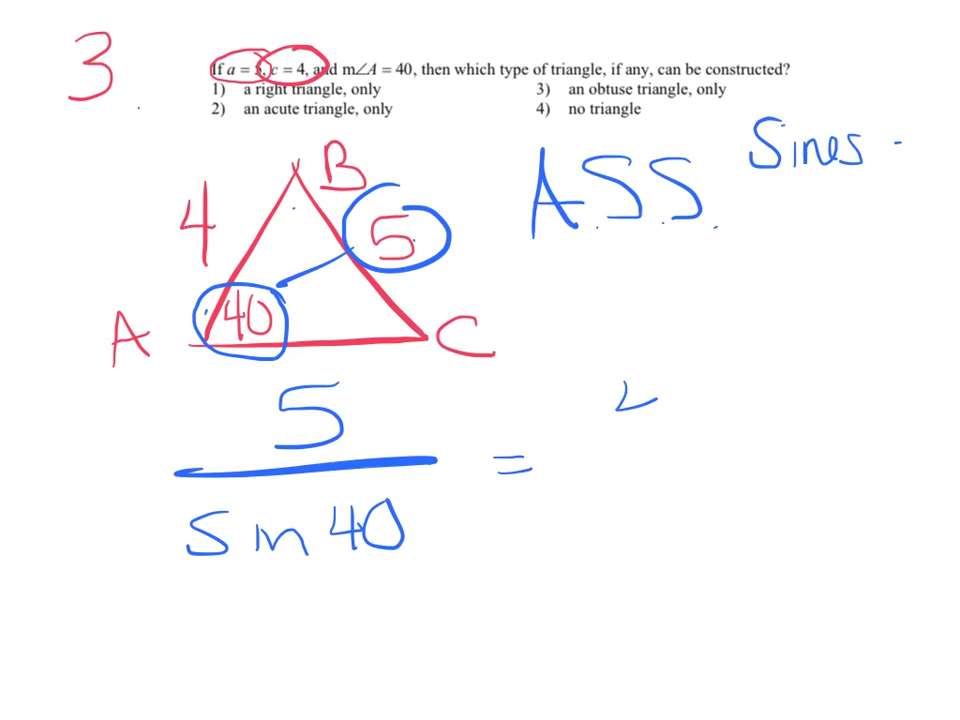 3.
If a = 5, c = 4, and m∠A = 40, then which type of triangle, if any, can be constructed?
1) a right triangle, only 3) an obtuse triangle, only
2) an acute triangle, only 4) no triangle
Sines -
A.S.S.
B
4
5
40
A
C
5
=
Sin 40